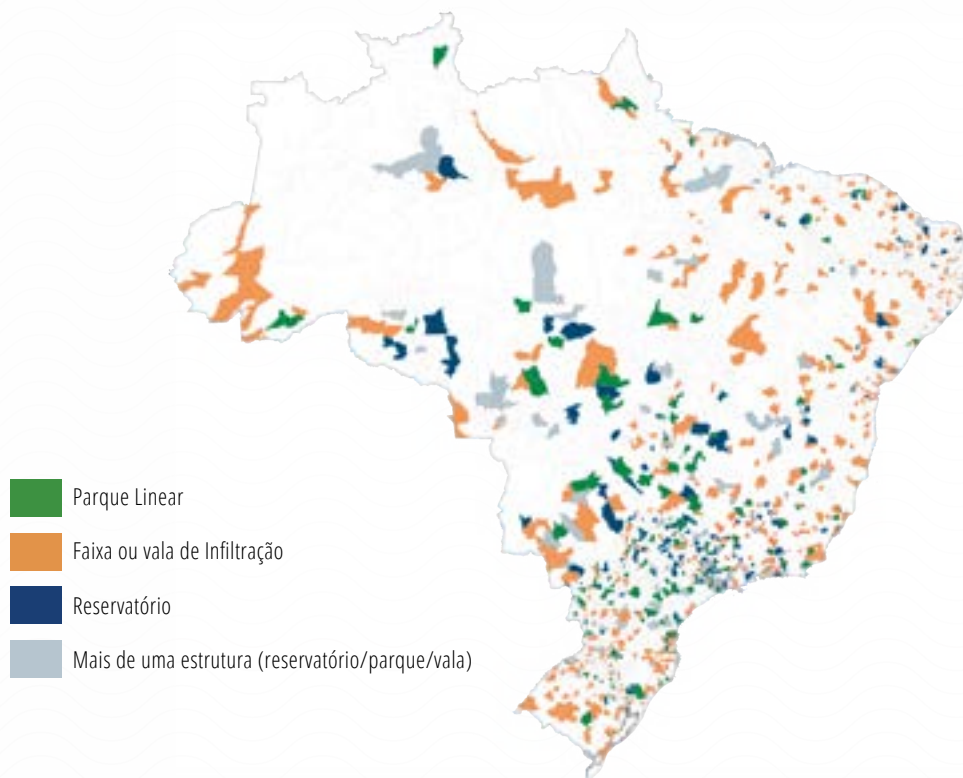 Parque Linear
Faixa ou vala de Infiltração
Reservatório
Mais de uma estrutura (reservatório/parque/vala)